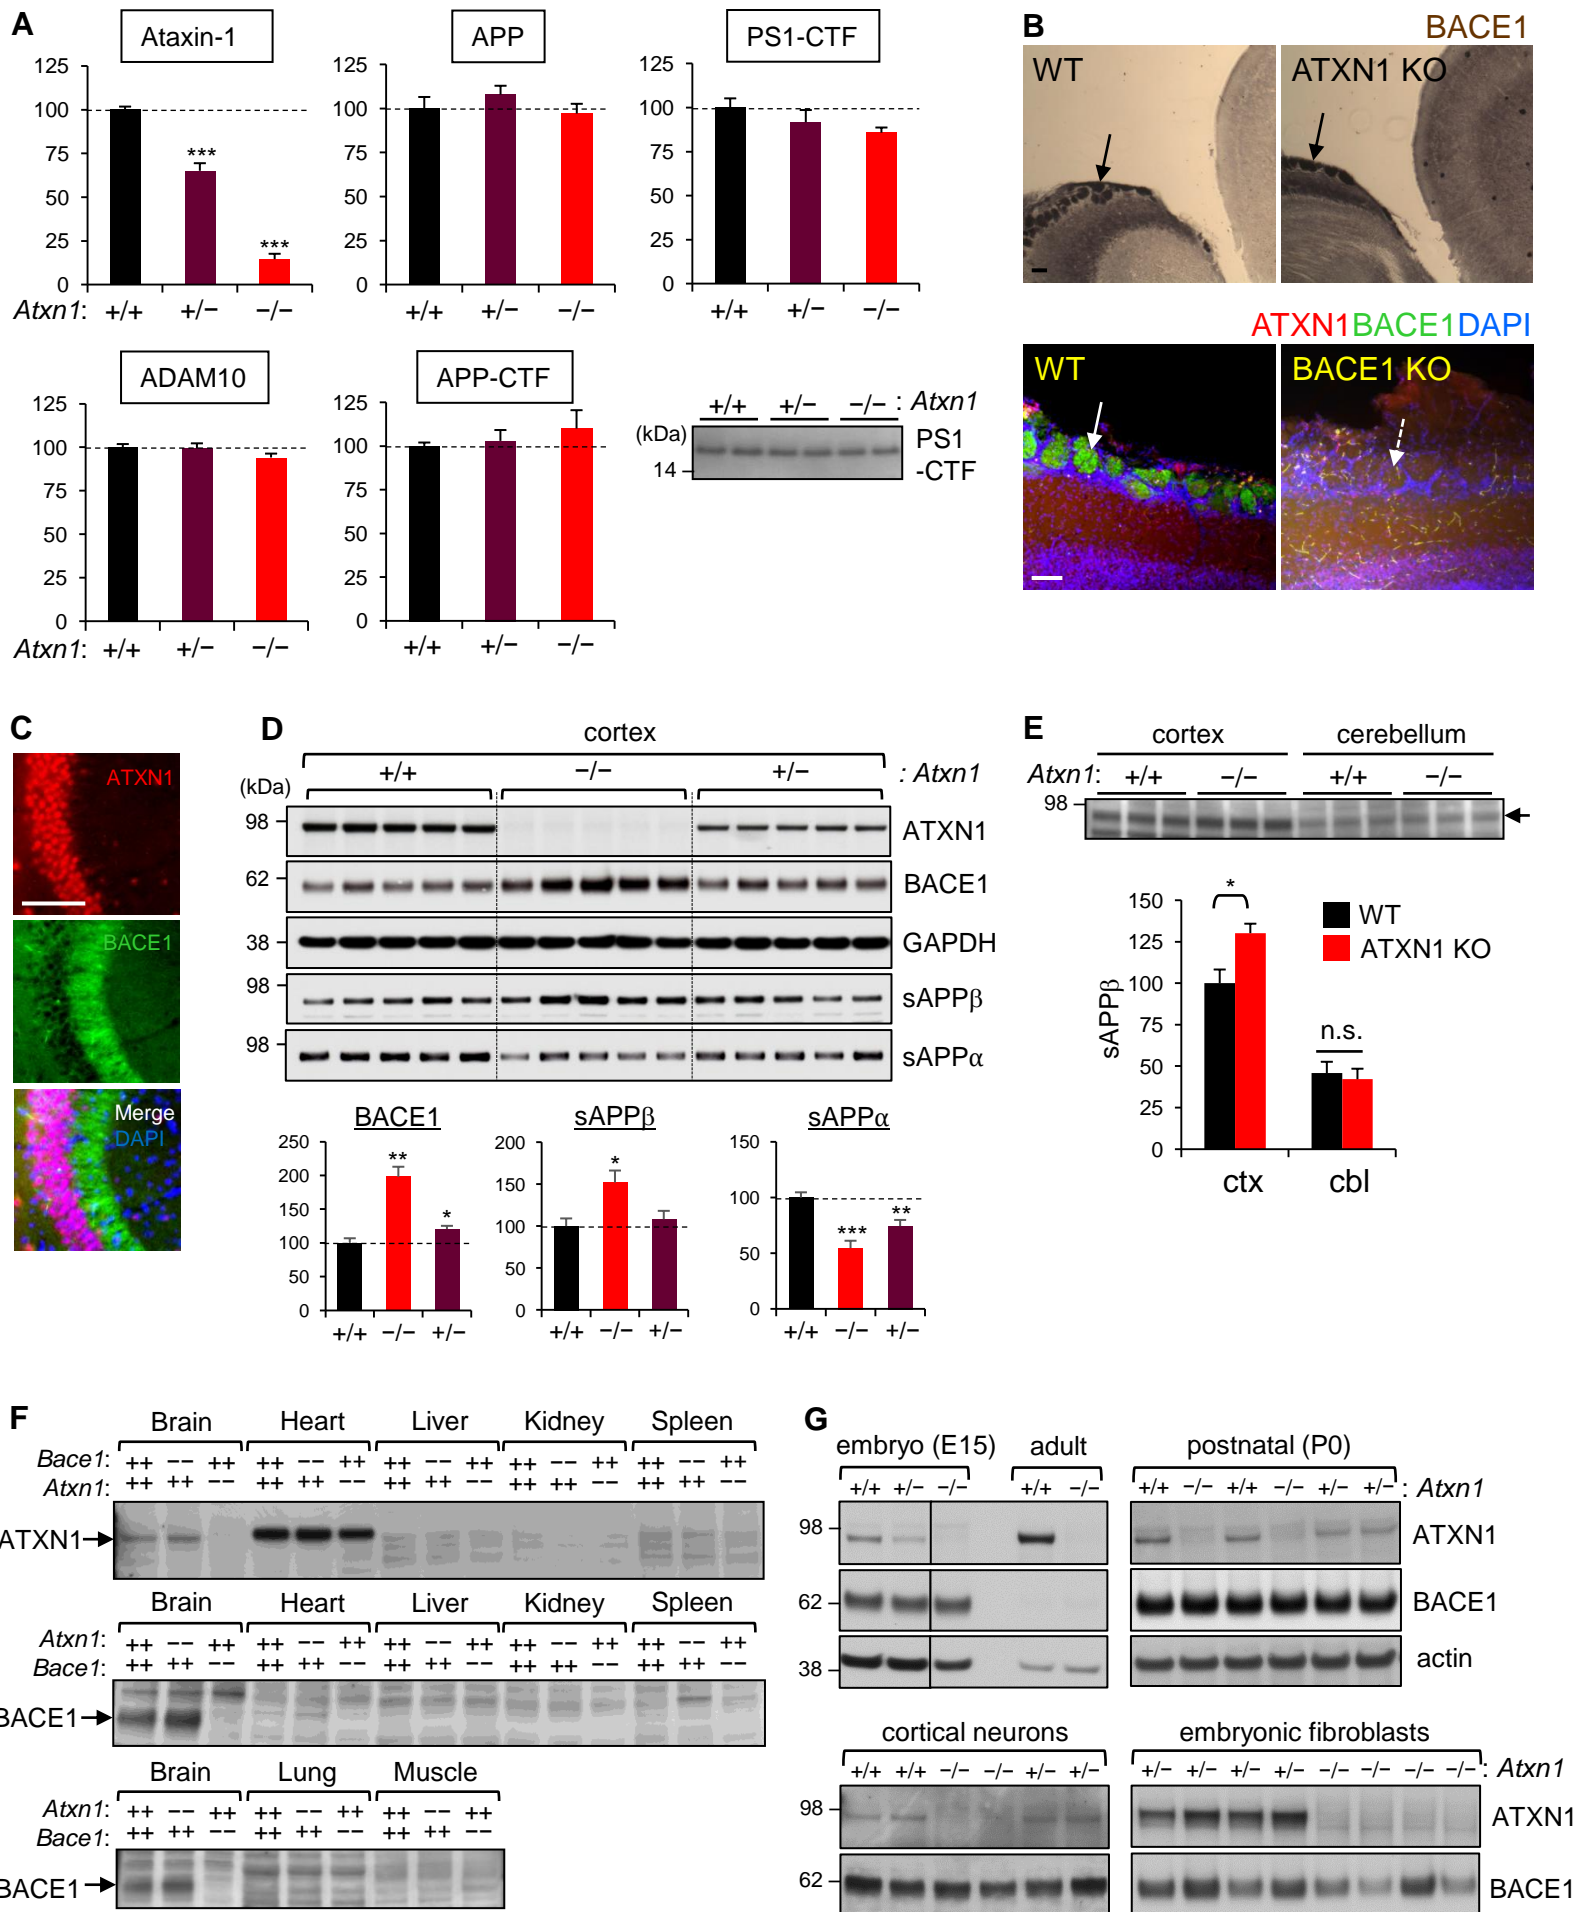 A
Ataxin-1
APP
PS1-CTF
125
100
75
50
25
0
125
100
75
50
25
0
125
100
75
50
25
0
***
***
Atxn1: +/+ +/− −/−
+/+ +/− −/−
+/+ +/− −/−
ADAM10
APP-CTF
125
100
75
50
25
0
125
100
75
50
25
0
Atxn1: +/+ +/− −/−
+/+ +/− −/−
+/+ +/− −/− : Atxn1
(kDa)
14
PS1
-CTF
B
BACE1
WT
ATXN1 KO
ATXN1BACE1DAPI
WT
BACE1 KO
C
ATXN1
BACE1
Merge
DAPI
D
cortex
+/+ −/− +/− : Atxn1
(kDa)
98
ATXN1
62
BACE1
38
GAPDH
98
sAPPβ
98
sAPPα
BACE1
250
200
150
100
50
0
**
*
+/+ −/− +/−
sAPPβ
200
150
100
50
0
*
+/+ −/− +/−
sAPPα
150
100
50
0
***
**
+/+ −/− +/−
E
cortex cerebellum
Atxn1: +/+ −/− +/+ −/−
98
sAPPβ
150
125
100
75
50
25
0
*
n.s.
WT
ATXN1 KO
ctx cbl
F
Brain Heart Liver Kidney Spleen
Bace1: ++ ++ ++ ++ ++ ++ ++ ++ ++ ++ ++ ++ ++ ++ ++
Atxn1: ++ ++ −− ++ ++ −− ++ ++ −− ++ ++ −− ++ ++ −−
ATXN1
Brain Heart Liver Kidney Spleen
Atxn1: ++ −− ++ ++ −− ++ ++ −− ++ ++ −− ++ ++ −− ++
Bace1: ++ ++ −− ++ ++ −− ++ ++ −− ++ ++ −− ++ ++ −−
BACE1
Brain Lung Muscle
Atxn1: ++ −− ++ ++ −− ++ ++ −− ++
Bace1: ++ ++ −− ++ ++ −− ++ ++ −−
BACE1
G
embryo (E15) adult postnatal (P0)
+/+ +/− −/− +/+ −/− +/+ −/− +/+ −/− +/− +/− : Atxn1
98
ATXN1
62
BACE1
38
actin
cortical neurons embryonic fibroblasts
+/+ +/+ −/− −/− +/− +/− +/− +/− +/− +/− −/− −/− −/− −/− : Atxn1
98
ATXN1
62
BACE1